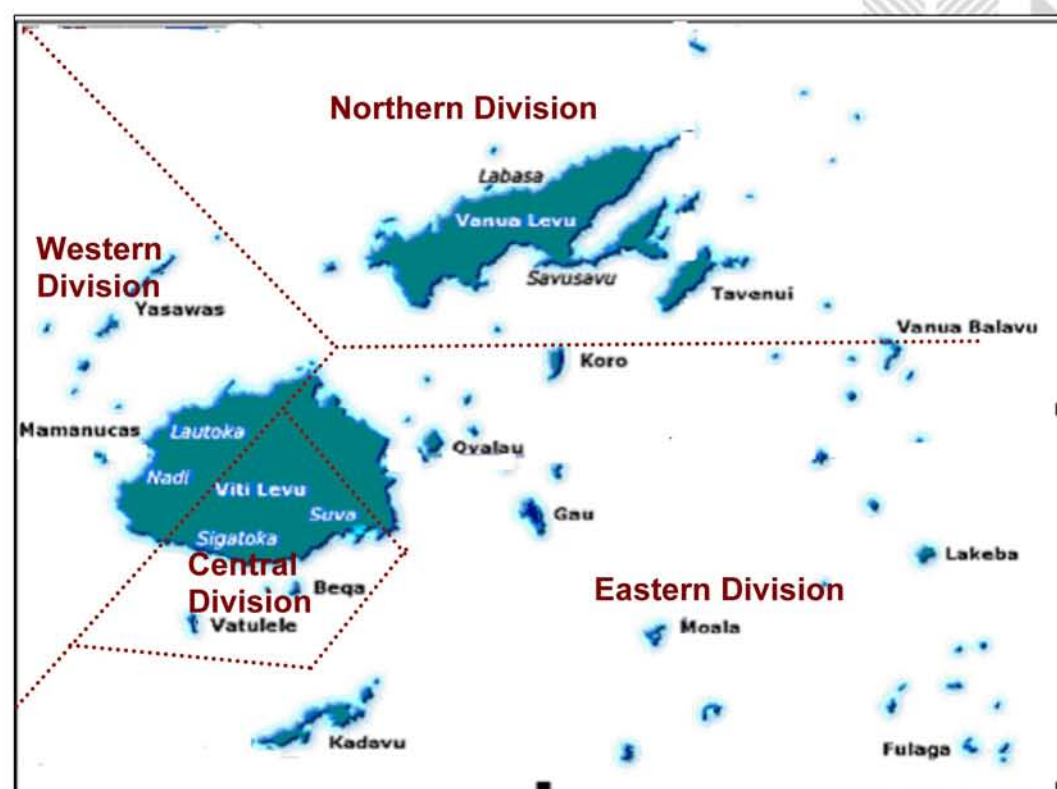 Northern Division
Labasa
Vanua Levu
Western
Division
Savusavu
Tavenui
Yasawas
Vanua Balavu
Koro
Mamanucas
Lautoka
Ovalau
Nadi
Viti Levu
Suva
Gau
Sigatoka
Lakeba
Central
Division
Beqa
Eastern Division
Vatulele
Moala
Kadavu
Fulaga